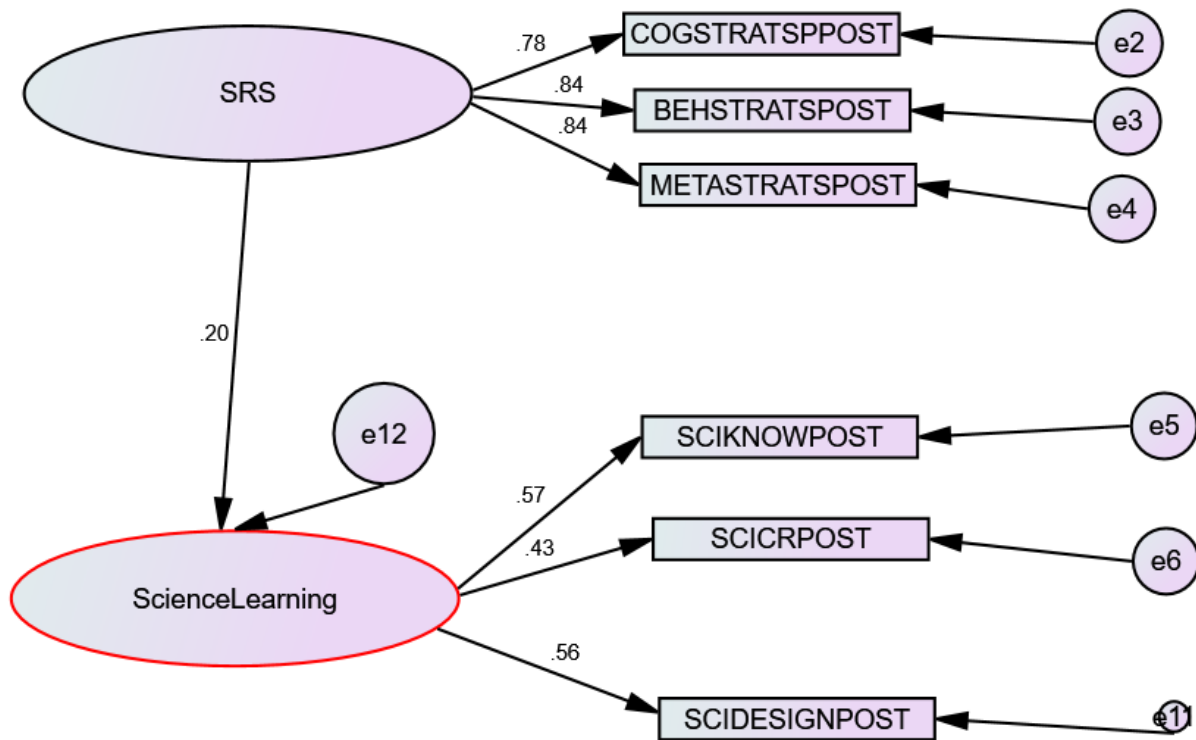 SRS
.78
COGSTRATSPPOST
e2
.84
BEHSTRATSPOST
e3
.84
METASTRATSPOST
e4
.20
e12
ScienceLearning
.57
SCIKNOWPOST
e5
.43
SCICRPOST
e6
.56
SCIDESIGNPOST
e11